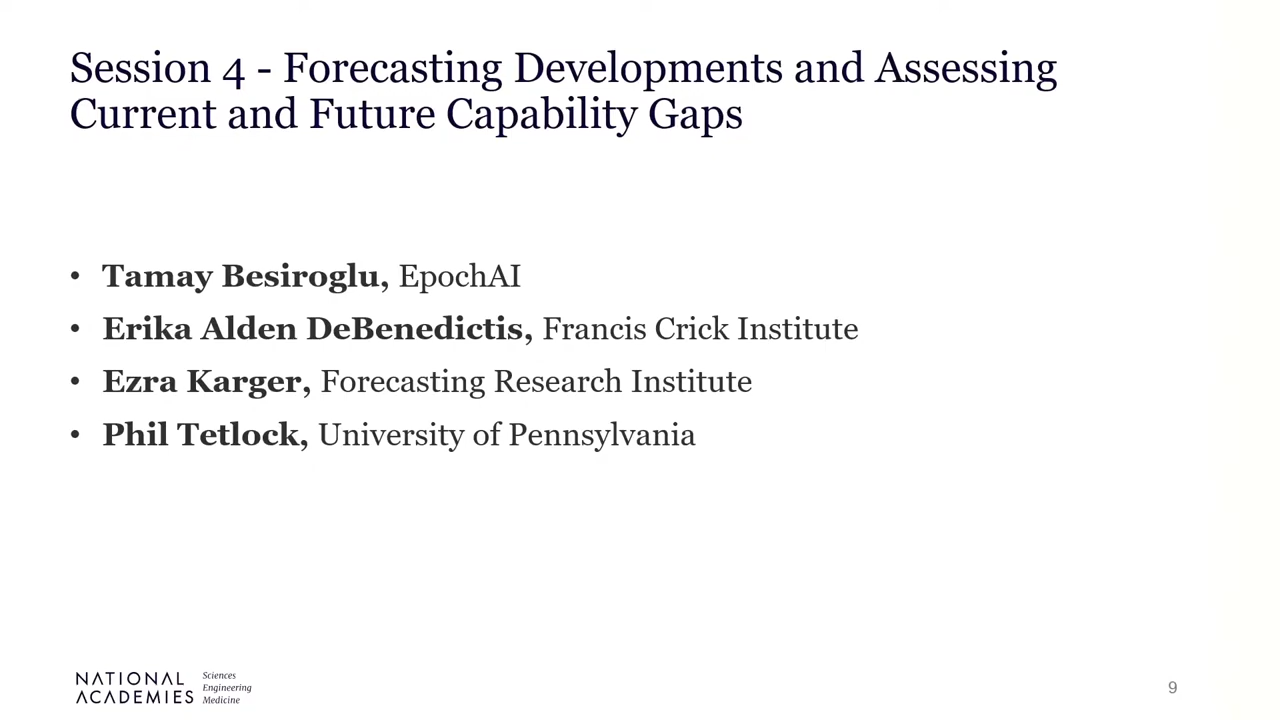 Session 4 - Forecasting Developments and Assessing
Current and Future Capability Gaps
• Tamay Besiroglu, EpochAI
• Erika Alden DeBenedictis, Francis Crick Institute
• Ezra Karger, Forecasting Research Institute
• Phil Tetlock, University of Pennsylvania
NATIONAL
ACADEMIES
Sciences
Engineering
Medicine
9